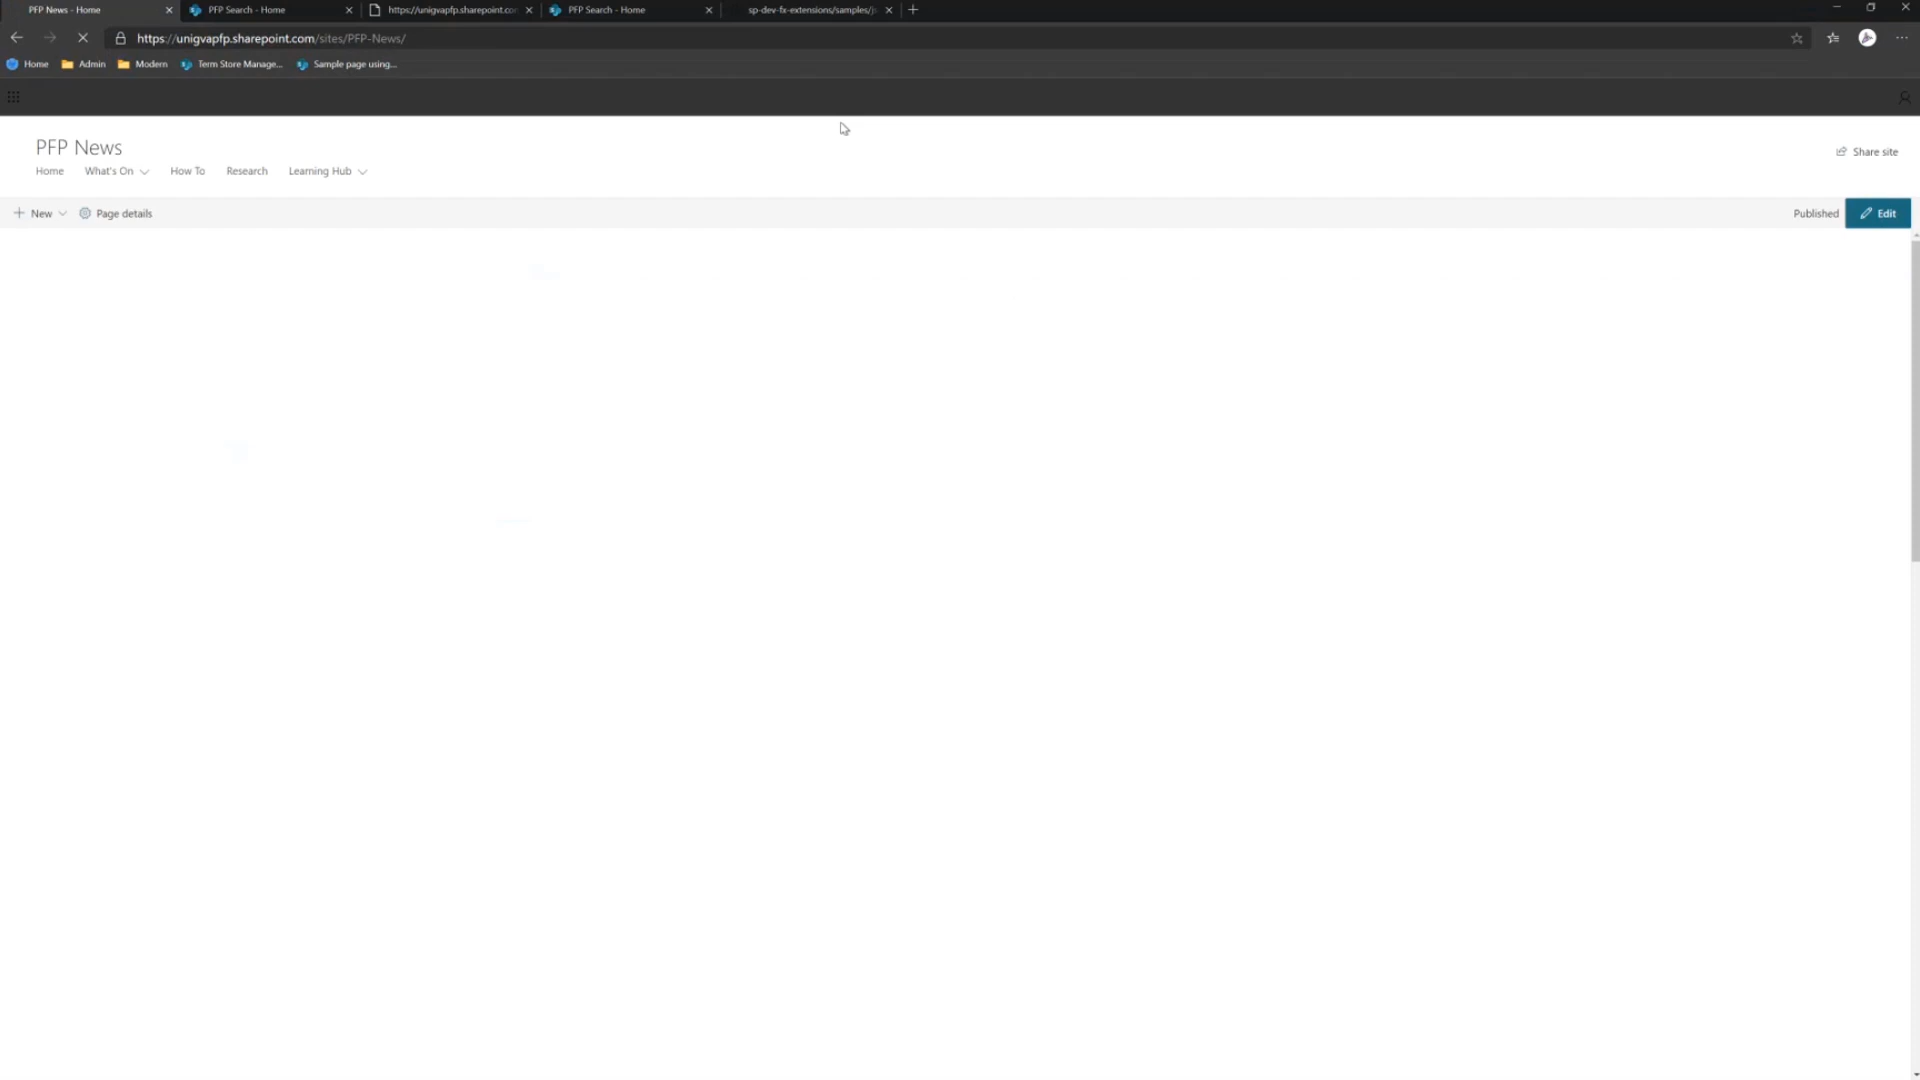 PFP News - Home
PFP Search - Home
https://unigvapfp.sharepoint.co
PFP Search - Home
sp-dev-fx-extensions/samples/j
https://unigvapfp.sharepoint.com/sites/PFP-News/
Home
Admin
Modern
Term Store Manage...
Sample page using...
PFP News
Share site
Home
What's On
How To
Research
Learning Hub
New
Page details
Published
Edit